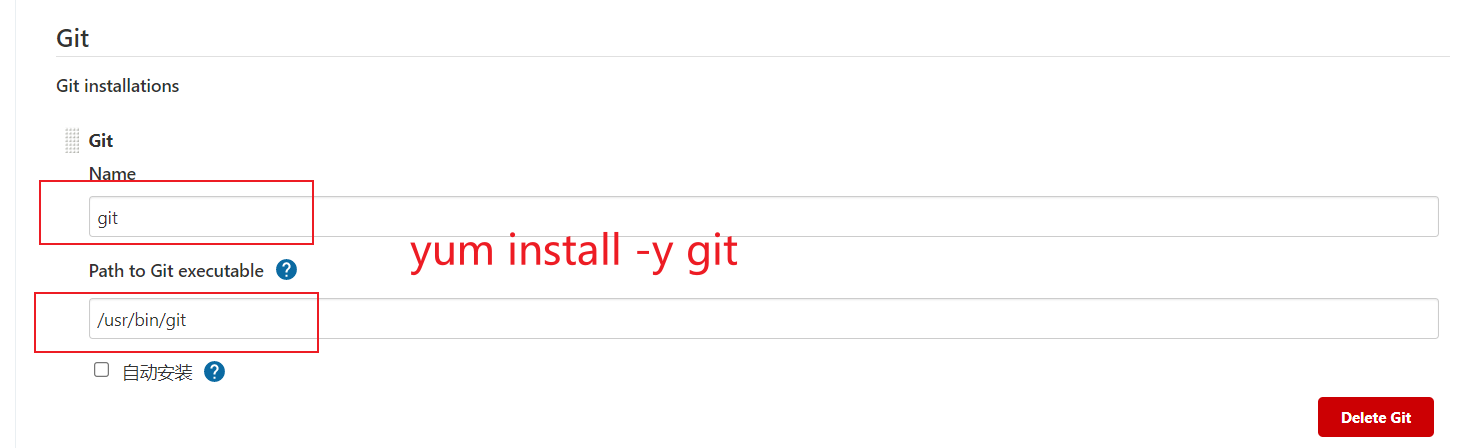 Git
Git installations
Git
Name
git
yum install -y git
Path to Git executable ?
/usr/bin/git
自动安装 ?
Delete Git